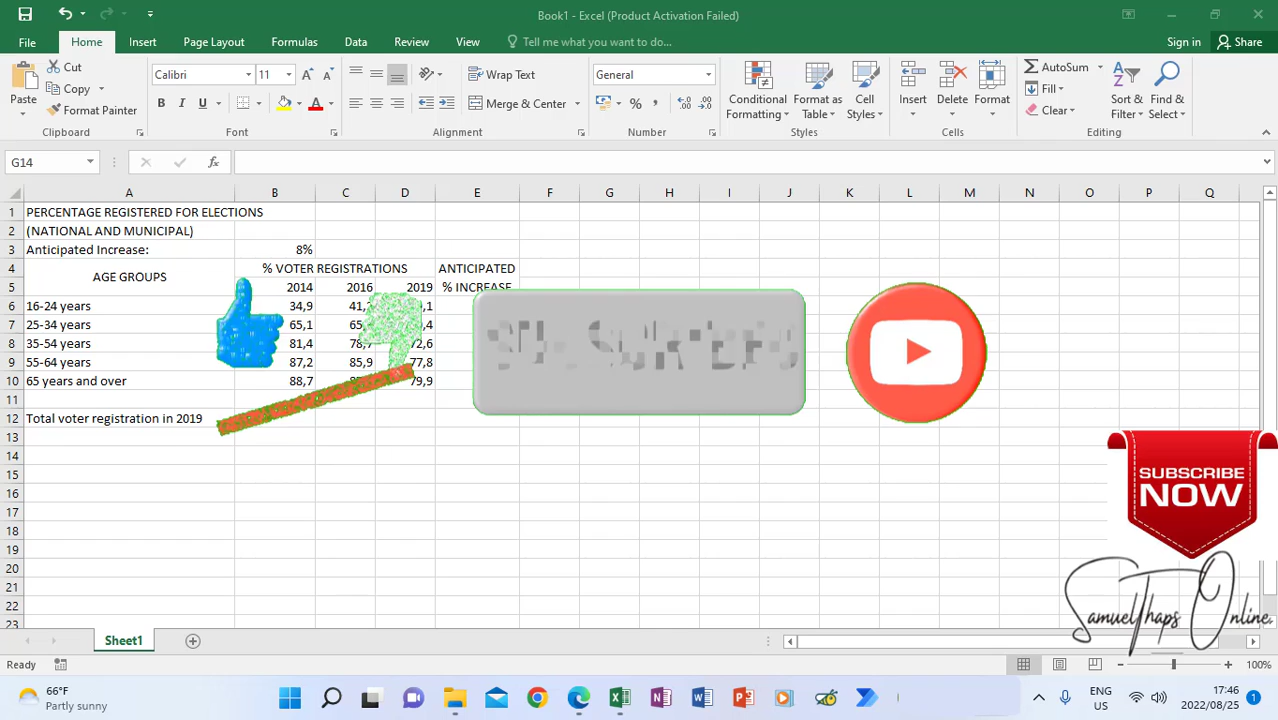 Book1 - Excel (Product Activation Failed)
File Home Insert Page Layout Formulas Data Review View Tell me what you want to do... Sign in Share
Cut
Copy
Format Painter
Paste
Clipboard
Calibri 11
B I U
Font
Wrap Text
Merge & Center
Alignment
General
%
Number
Conditional Formatting
Format as Table
Cell Styles
Styles
Insert Delete Format
Cells
AutoSum
Fill
Clear
Sort & Filter
Find & Select
Editing
G14 fx
A B C D E F G H I J K L M N O P Q
1 PERCENTAGE REGISTERED FOR ELECTIONS
2 (NATIONAL AND MUNICIPAL)
3 Anticipated Increase: 8%
4 AGE GROUPS % VOTER REGISTRATIONS ANTICIPATED
5 2014 2016 2019 % INCREASE
6 16-24 years 34,9
7 25-34 years 65,1
8 35-54 years 81,4
9 55-64 years 87,2 85,9 77,8
10 65 years and over 88,7 79,9
11
12 Total voter registration in 2019
13
14
15
16
17
18
19
20
21
22
23
SUBSCRIBE
NOW
SamuelThaps Online.
Sheet1
Ready 100%
66°F
Partly sunny
ENG
US
17:46
2022/08/25
1